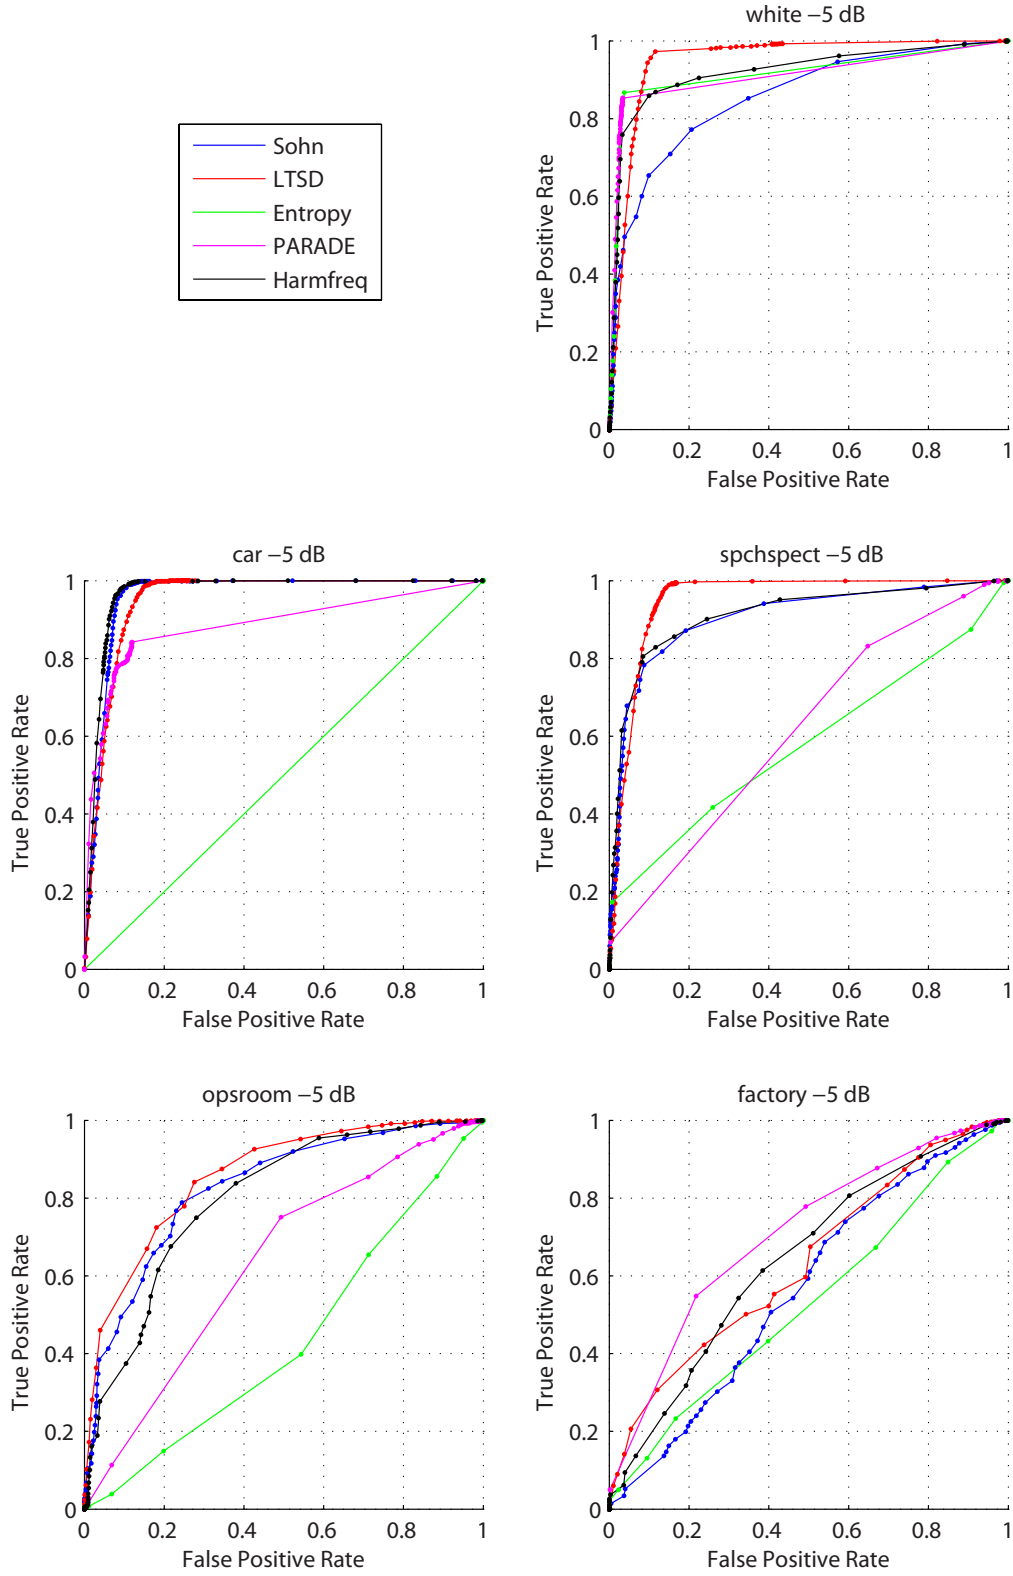 white −5 dB
1
0.8
0.6
0.4
0.2
0
True Positive Rate
0 0.2 0.4 0.6 0.8 1
False Positive Rate
Sohn
LTSD
Entropy
PARADE
Harmfreq
car −5 dB
1
0.8
0.6
0.4
0.2
0
True Positive Rate
0 0.2 0.4 0.6 0.8 1
False Positive Rate
spchspect −5 dB
1
0.8
0.6
0.4
0.2
0
True Positive Rate
0 0.2 0.4 0.6 0.8 1
False Positive Rate
opsroom −5 dB
1
0.8
0.6
0.4
0.2
0
True Positive Rate
0 0.2 0.4 0.6 0.8 1
False Positive Rate
factory −5 dB
1
0.8
0.6
0.4
0.2
0
True Positive Rate
0 0.2 0.4 0.6 0.8 1
False Positive Rate